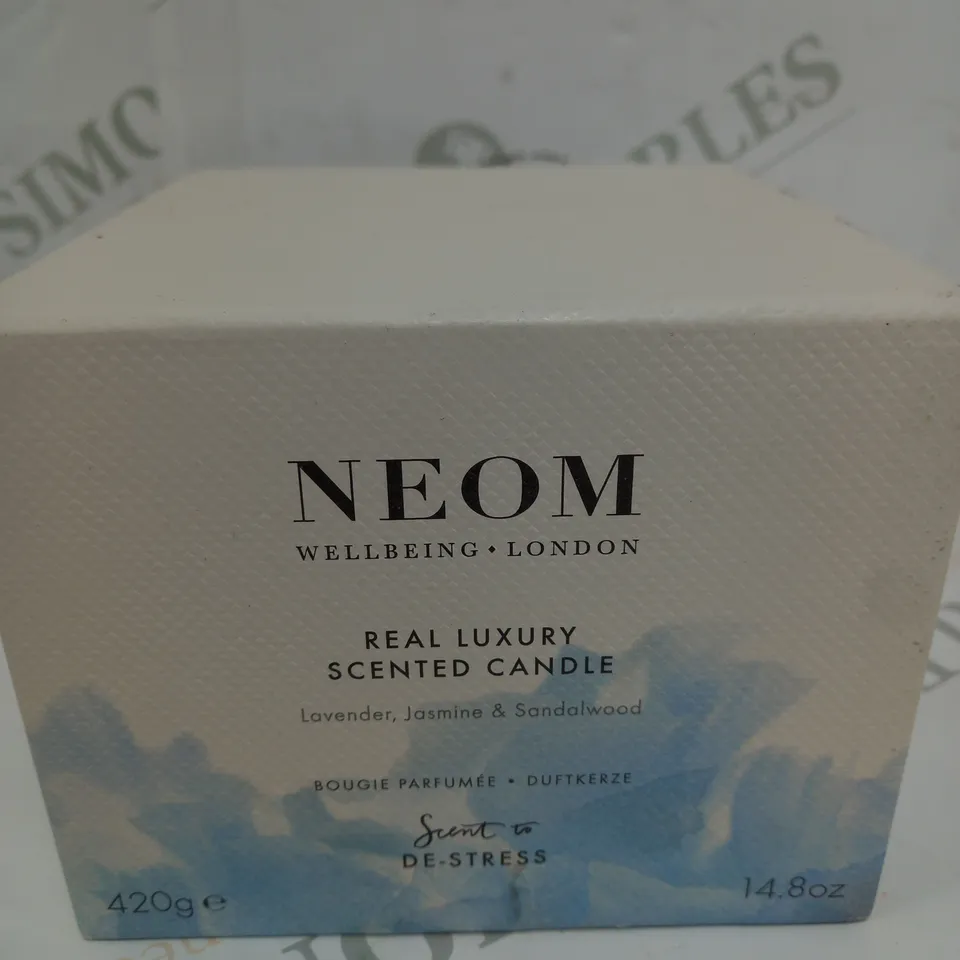 NEOM
WELLBEING • LONDON
REAL LUXURY
SCENTED CANDLE
Lavender, Jasmine & Sandalwood
BOUGIE PARFUMÉE • DUFTKERZE
Scent to
DE-STRESS
420g e
14.8oz